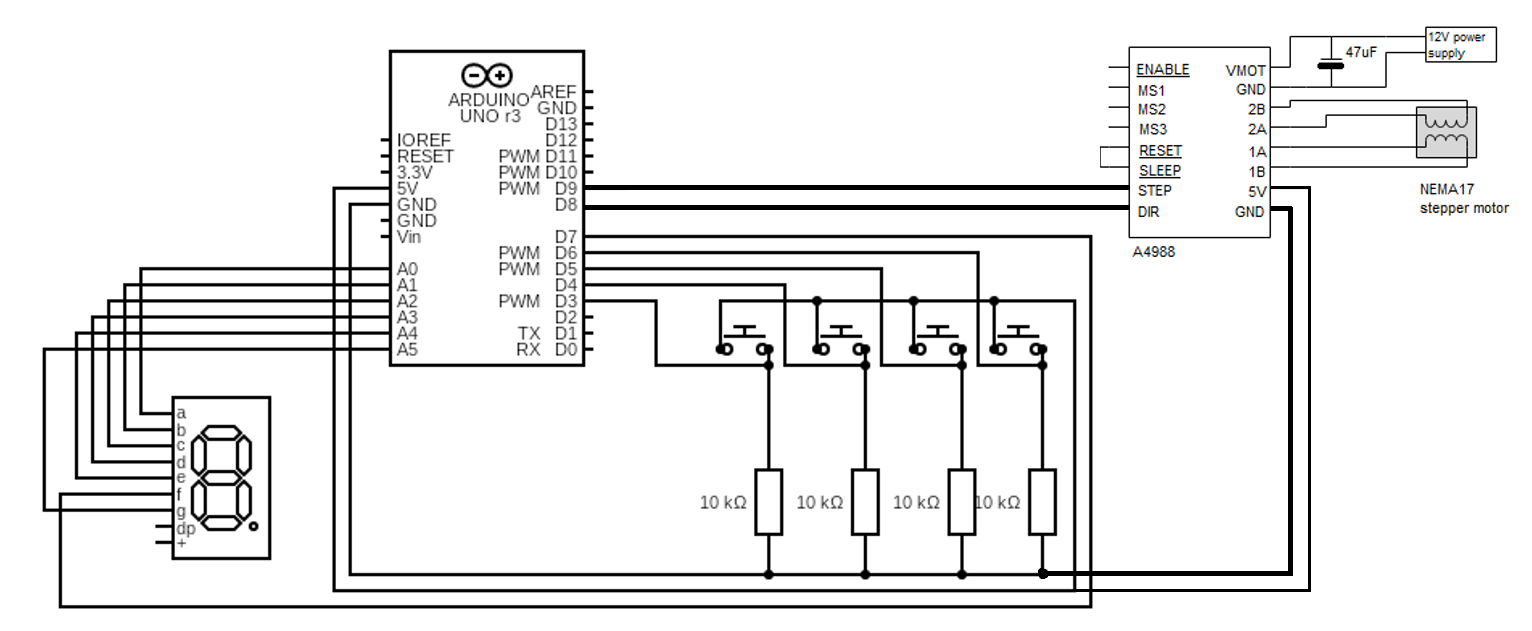 ARDUINO
UNO r3
IOREF
RESET
3.3V
5V
GND
GND
Vin
A0
A1
A2
A3
A4
A5
AREF
GND
D13
D12
PWM D11
PWM D10
PWM D9
D8
D7
PWM D6
PWM D5
D4
PWM D3
D2
TX D1
RX D0
a
b
c
d
e
f
g
dp
+
10 kΩ
10 kΩ
10 kΩ
10 kΩ
ENABLE
MS1
MS2
MS3
RESET
SLEEP
STEP
DIR
VMOT
GND
2B
2A
1A
1B
5V
GND
A4988
47uF
12V power
supply
NEMA17
stepper motor